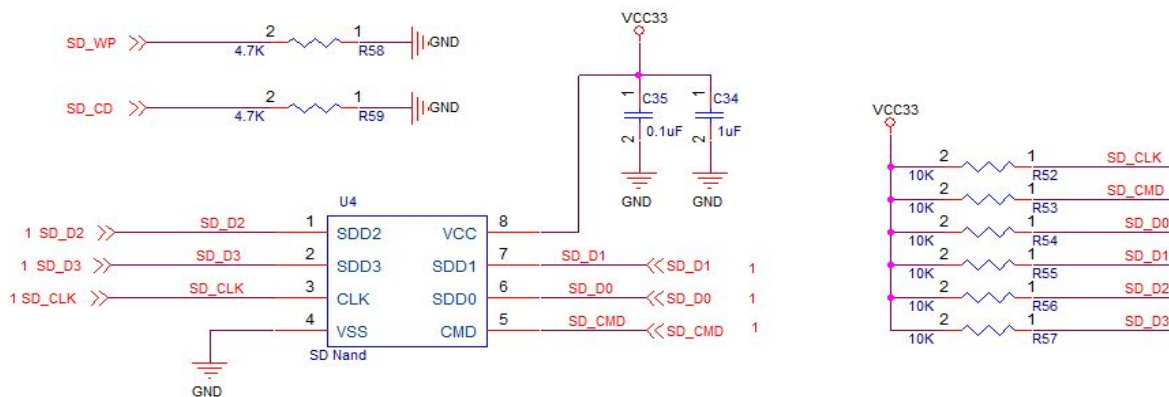 SD_WP 2 4.7K 1 R58 GND
SD_CD 2 4.7K 1 R59 GND
VCC33
1 C35 2 0.1uF GND
1 C34 2 1uF GND
U4
1 SD_D2 SD_D2 1 SDD2 VCC 8
1 SD_D3 SD_D3 2 SDD3 SDD1 7 SD_D1 SD_D1 1
1 SD_CLK SD_CLK 3 CLK SDD0 6 SD_D0 SD_D0 1
4 VSS CMD 5 SD_CMD SD_CMD 1
SD Nand
GND
VCC33
2 10K 1 R52 SD_CLK
2 10K 1 R53 SD_CMD
2 10K 1 R54 SD_D0
2 10K 1 R55 SD_D1
2 10K 1 R56 SD_D2
2 10K 1 R57 SD_D3